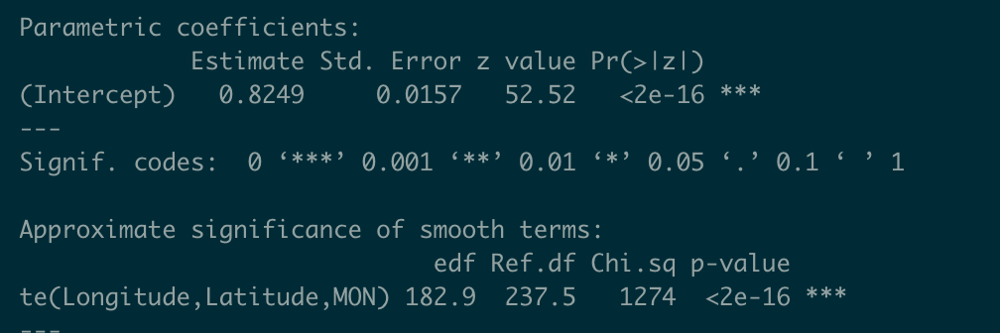 Parametric coefficients:
            Estimate Std. Error z value Pr(>|z|)
(Intercept)   0.8249     0.0157   52.52   <2e-16 ***
---
Signif. codes:  0 ‘***’ 0.001 ‘**’ 0.01 ‘*’ 0.05 ‘.’ 0.1 ‘ ’ 1

Approximate significance of smooth terms:
                             edf Ref.df Chi.sq p-value
te(Longitude,Latitude,MON) 182.9  237.5   1274  <2e-16 ***
---